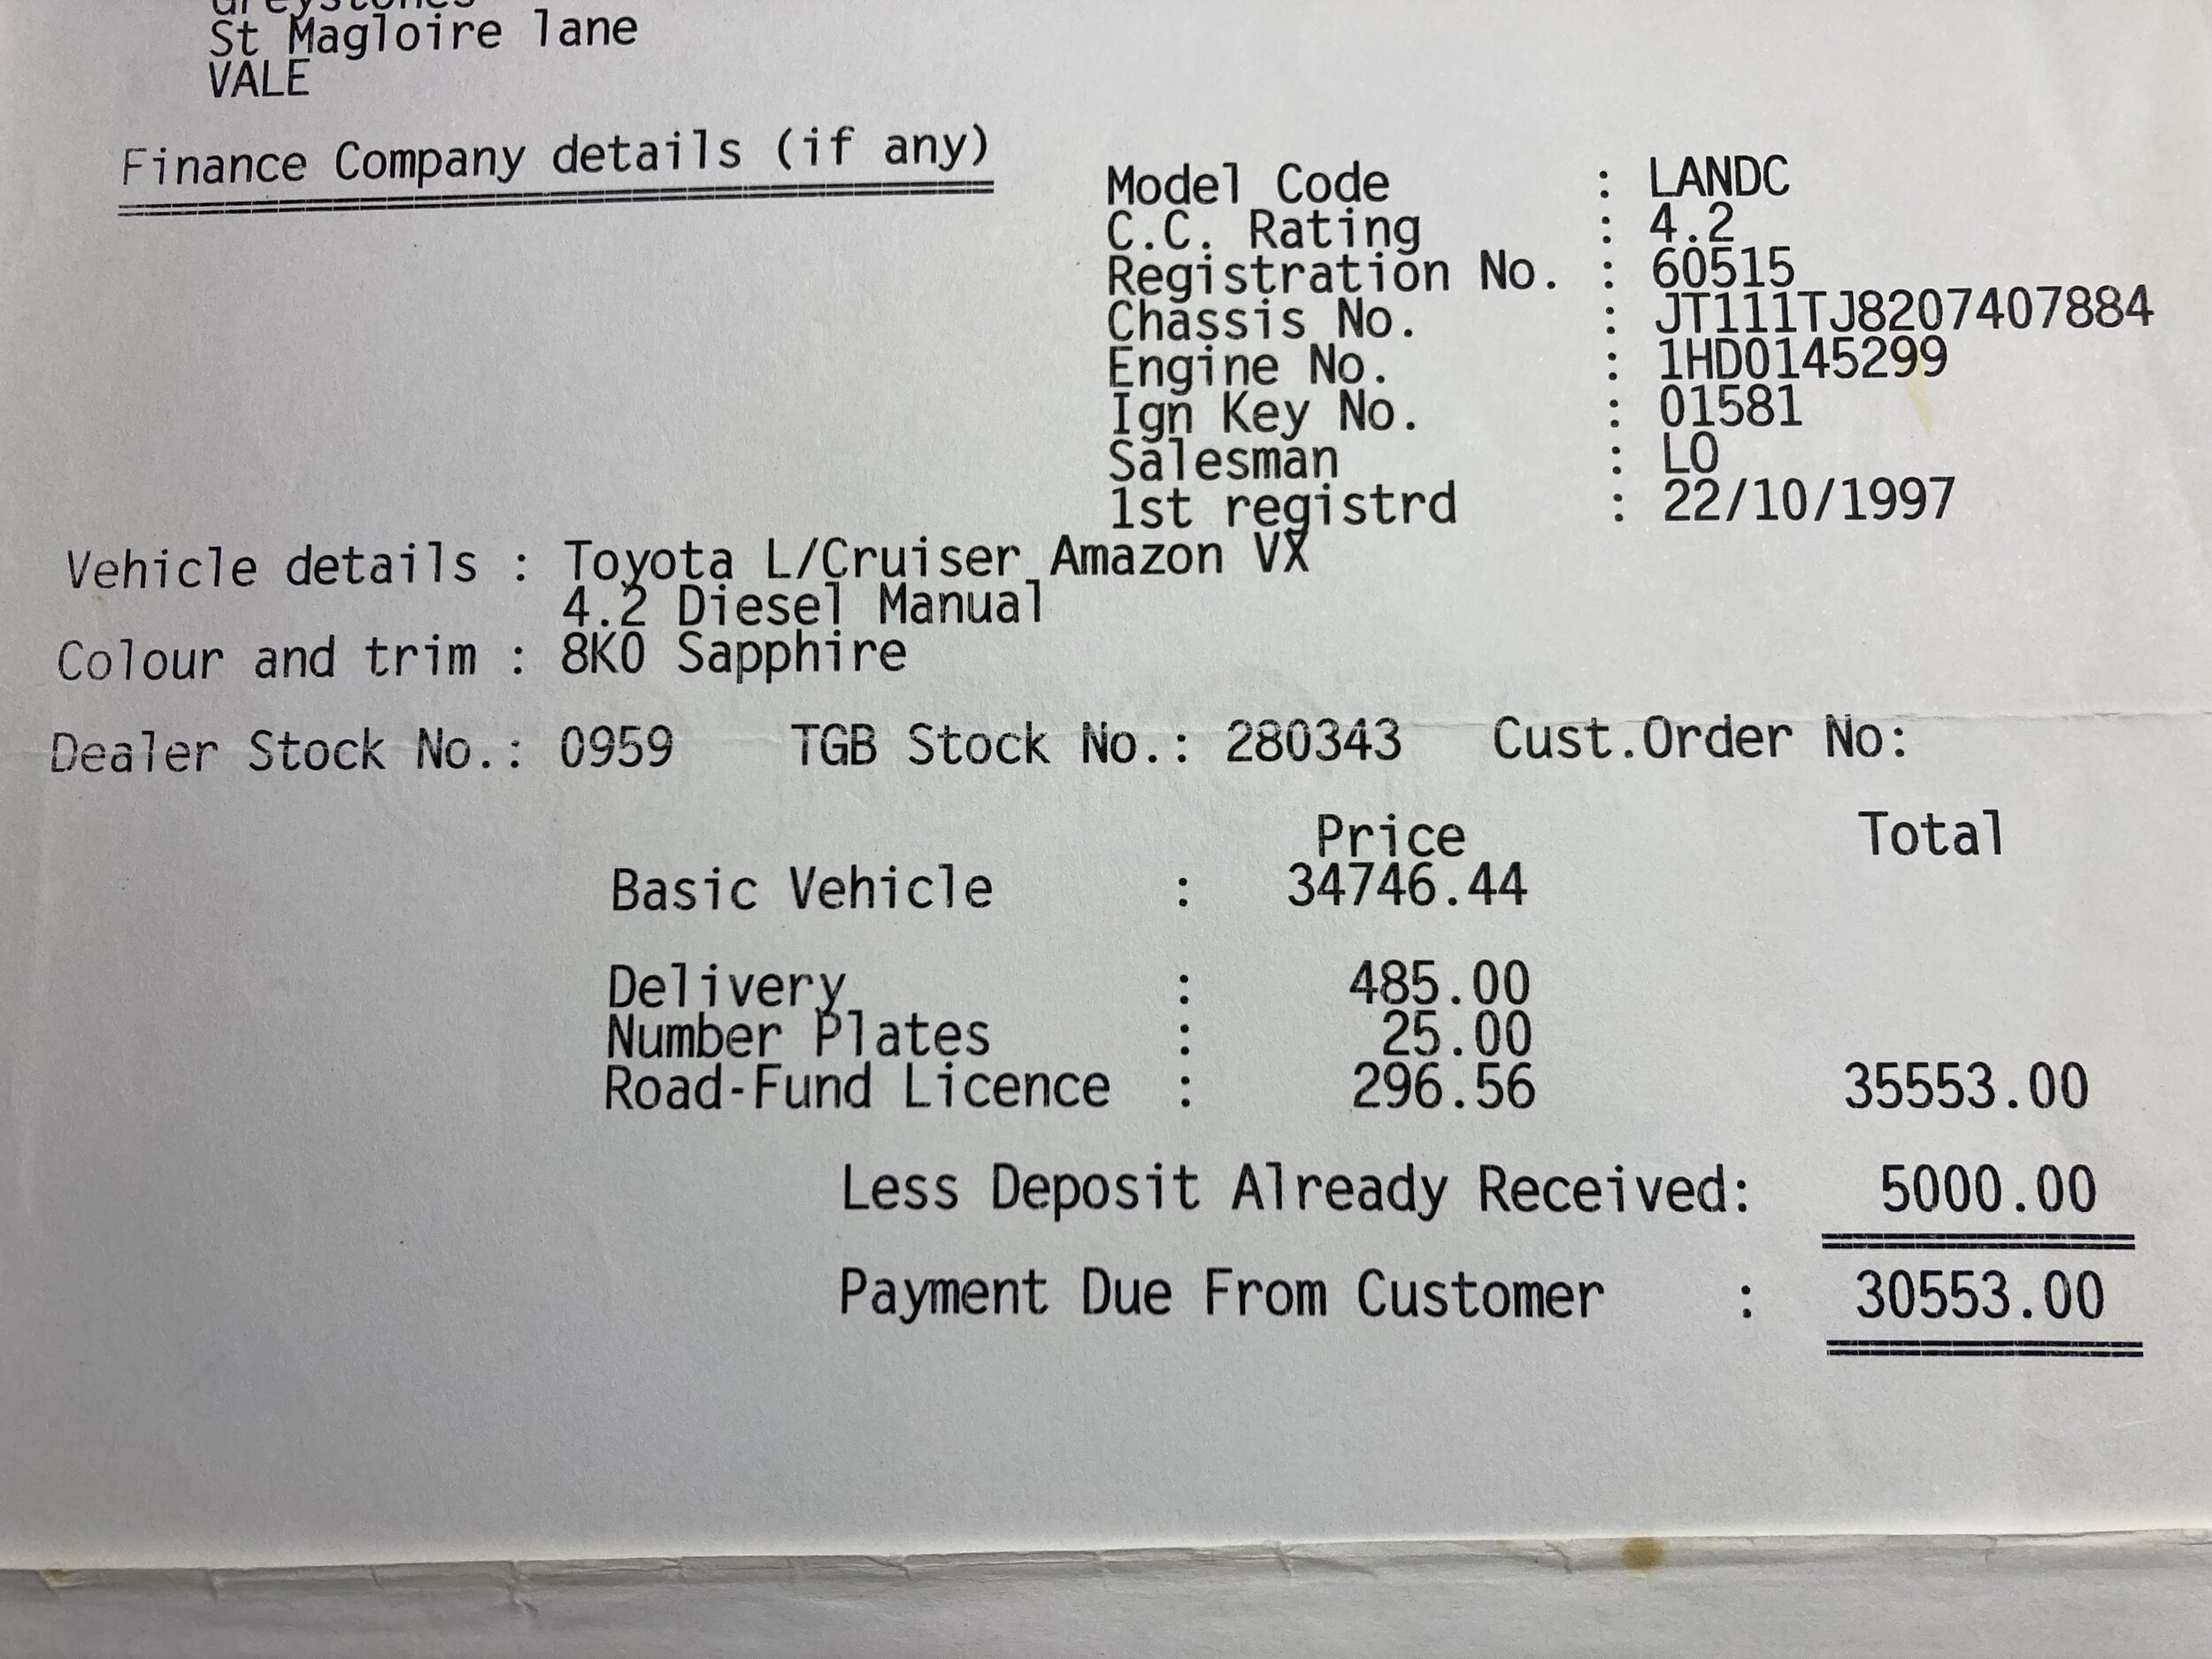 Greystones
St Magloire lane
VALE
Finance Company details (if any)
Model Code : LANDC
C.C. Rating : 4.2
Registration No. : 60515
Chassis No. : JT111TJ8207407884
Engine No. : 1HD0145299
Ign Key No. : 01581
Salesman : LO
1st registrd : 22/10/1997
Vehicle details : Toyota L/Cruiser Amazon VX
4.2 Diesel Manual
Colour and trim : 8K0 Sapphire
Dealer Stock No.: 0959 TGB Stock No.: 280343 Cust.Order No:
Price Total
Basic Vehicle : 34746.44
Delivery : 485.00
Number Plates : 25.00
Road-Fund Licence : 296.56 35553.00
Less Deposit Already Received: 5000.00
Payment Due From Customer : 30553.00